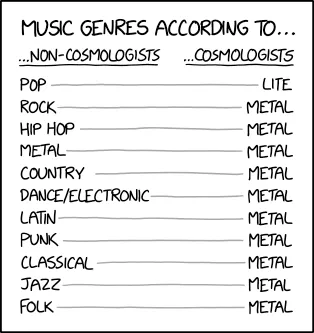 MUSIC GENRES ACCORDING TO...
...NON-COSMOLOGISTS ...COSMOLOGISTS
POP LITE
ROCK METAL
HIP HOP METAL
METAL METAL
COUNTRY METAL
DANCE/ELECTRONIC METAL
LATIN METAL
PUNK METAL
CLASSICAL METAL
JAZZ METAL
FOLK METAL